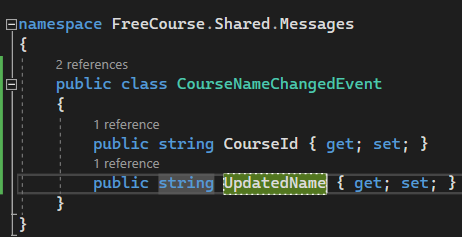 namespace FreeCourse.Shared.Messages
{
2 references
public class CourseNameChangedEvent
{
1 reference
public string CourseId { get; set; }
1 reference
public string UpdatedName { get; set; }
}
}